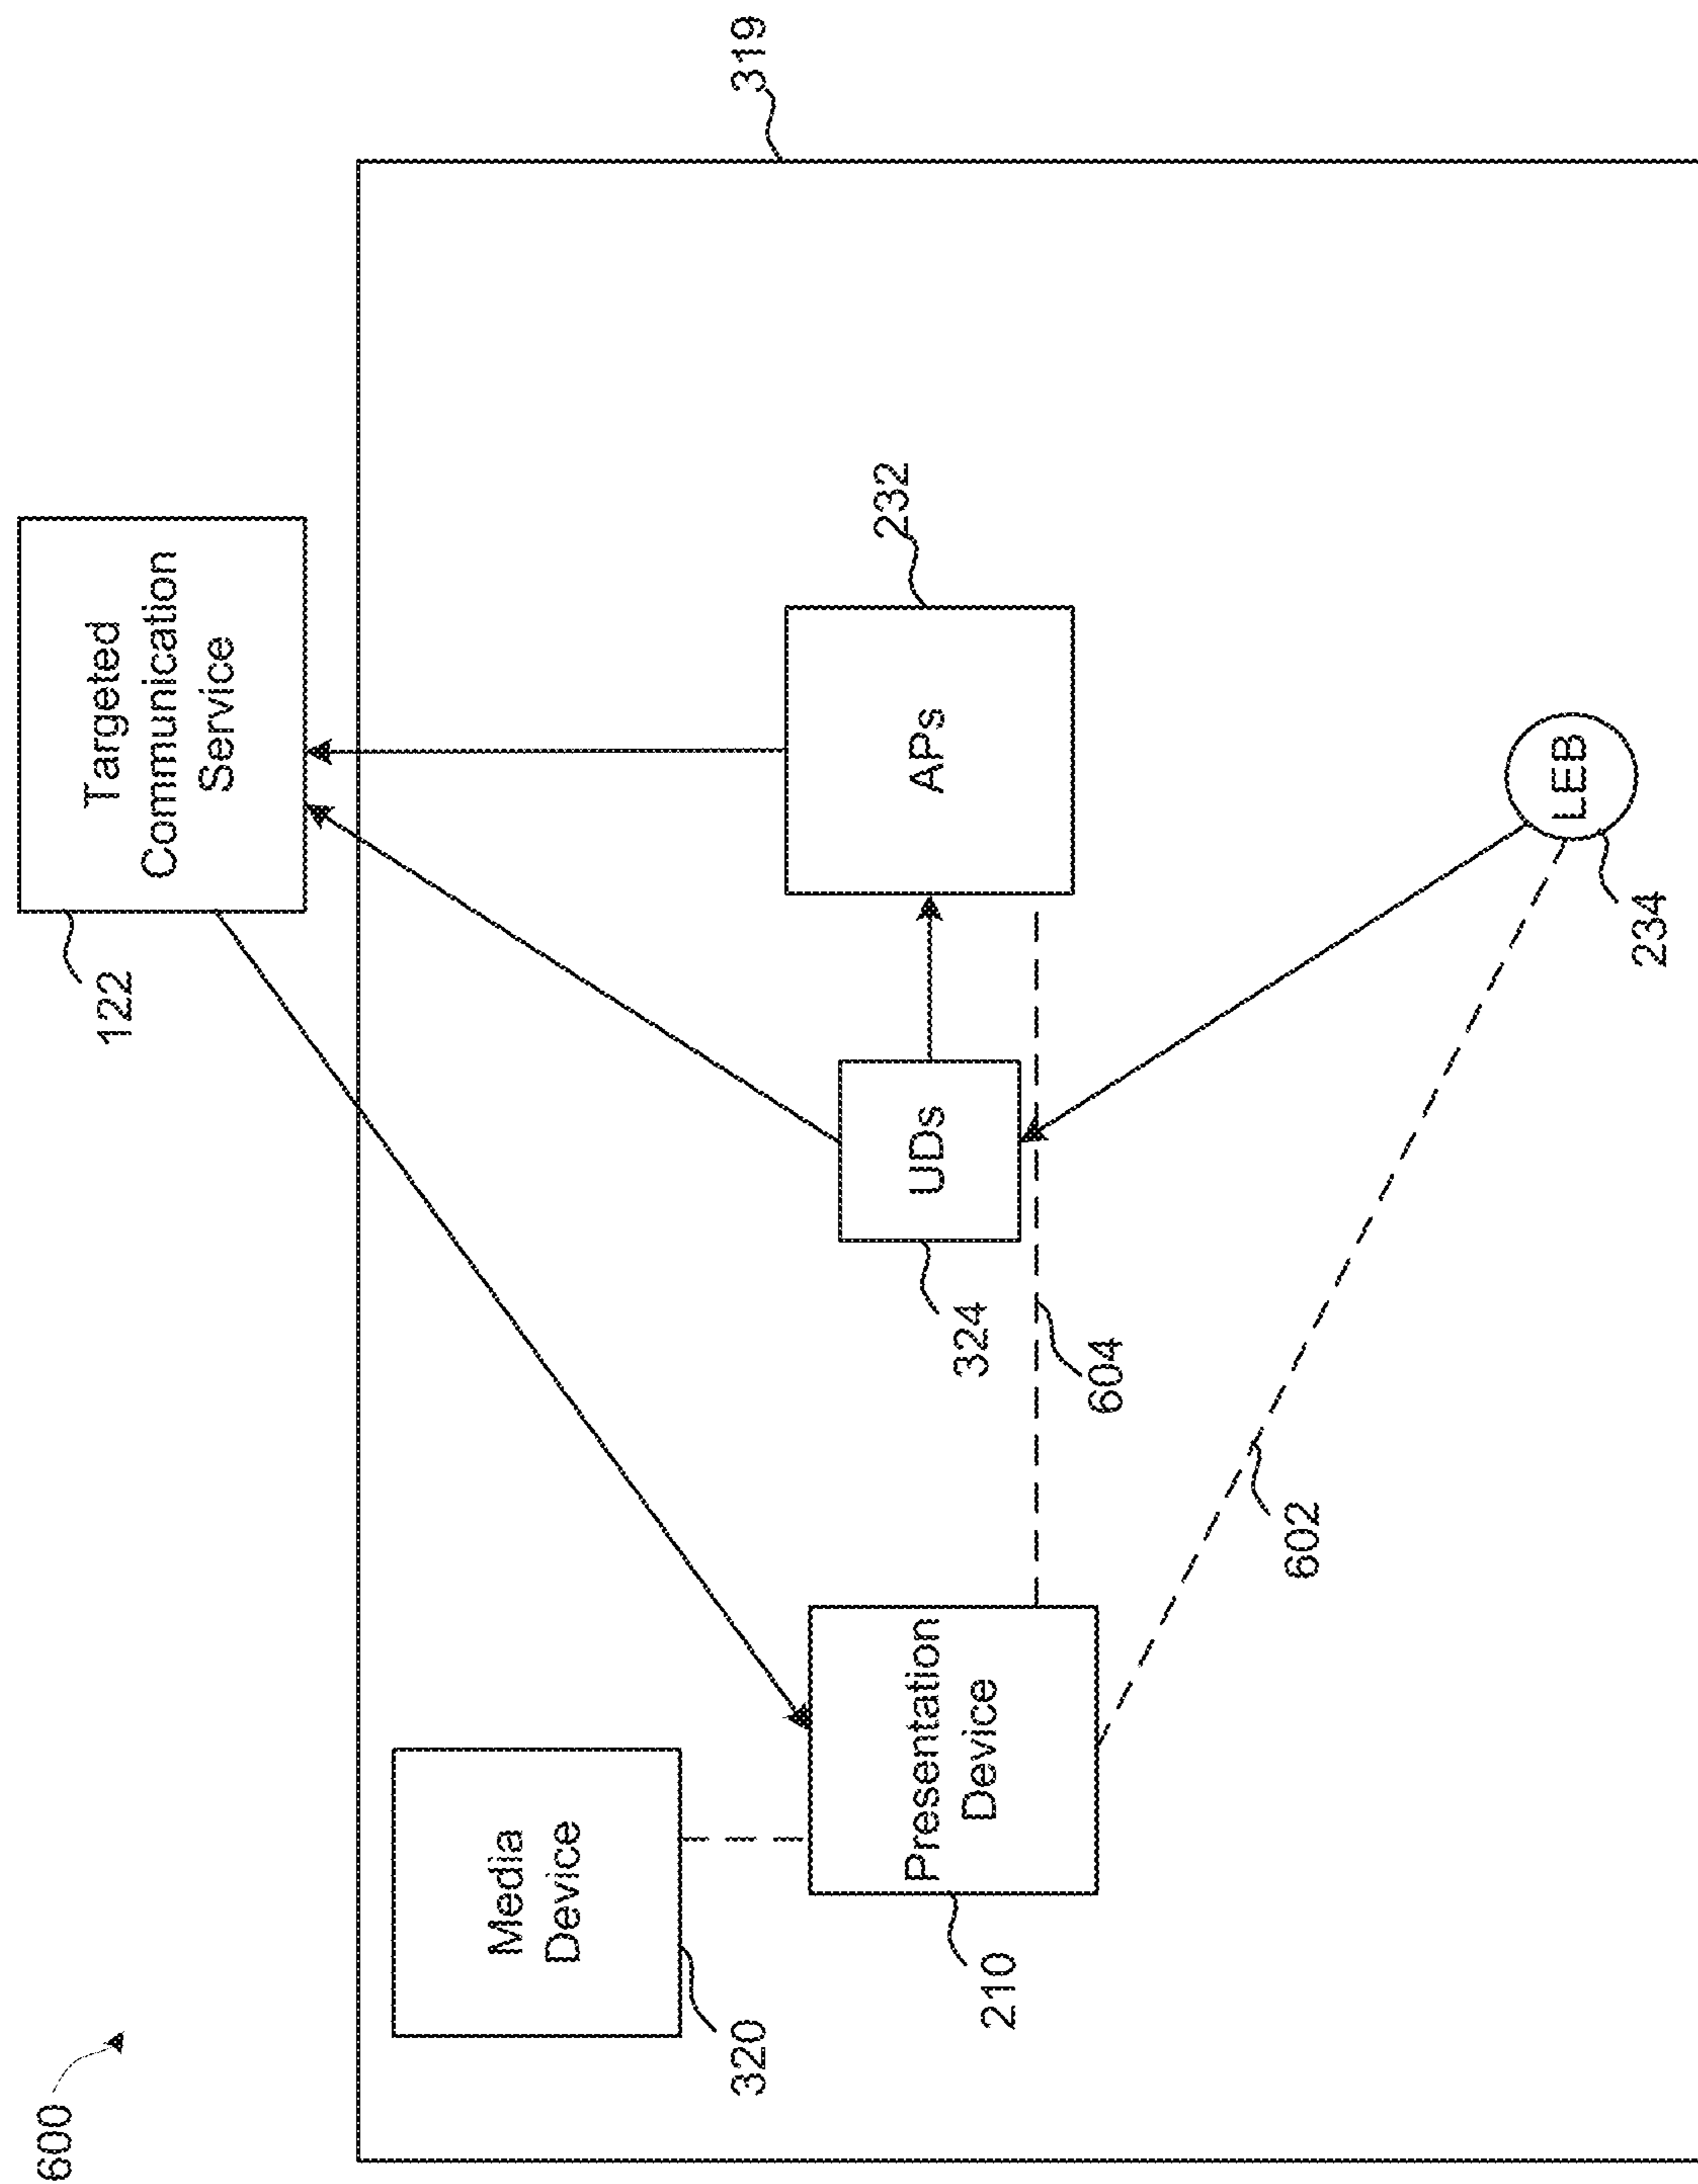 600
Targeted
Communication
Service
122
319
Media
Device
320
Presentation
Device
210
UDs
324
APs
232
604
602
LEB
234